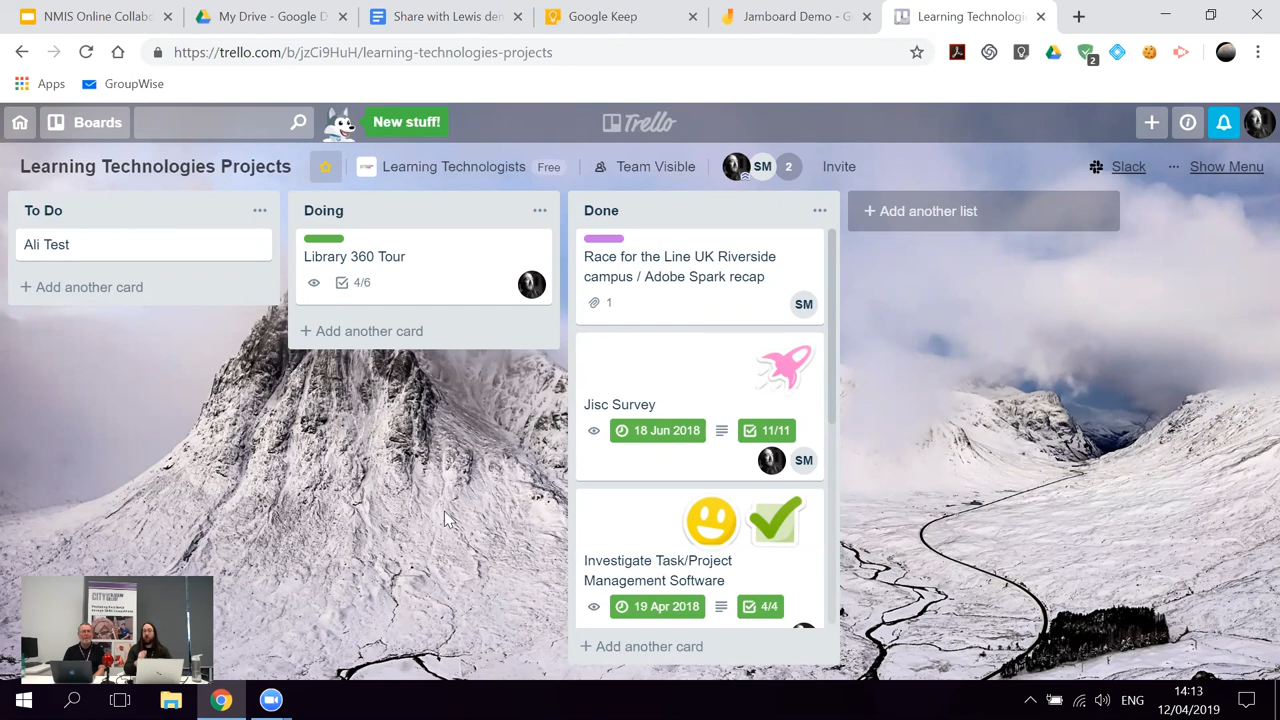 NMIS Online Collab
My Drive - Google D
Share with Lewis der
Google Keep
Jamboard Demo - G
Learning Technologie
https://trello.com/b/jzCi9HuH/learning-technologies-projects
2
Apps
GroupWise
Boards
New stuff!
Trello
Learning Technologies Projects
Learning Technologists
Free
Team Visible
SM
2
Invite
Slack
... Show Menu
To Do
Ali Test
+ Add another card
Doing
Library 360 Tour
4/6
+ Add another card
Done
Race for the Line UK Riverside
campus / Adobe Spark recap
1
SM
Jisc Survey
18 Jun 2018
11/11
SM
Investigate Task/Project
Management Software
19 Apr 2018
4/4
+ Add another card
+ Add another list
CITY
ENG
14:13
12/04/2019